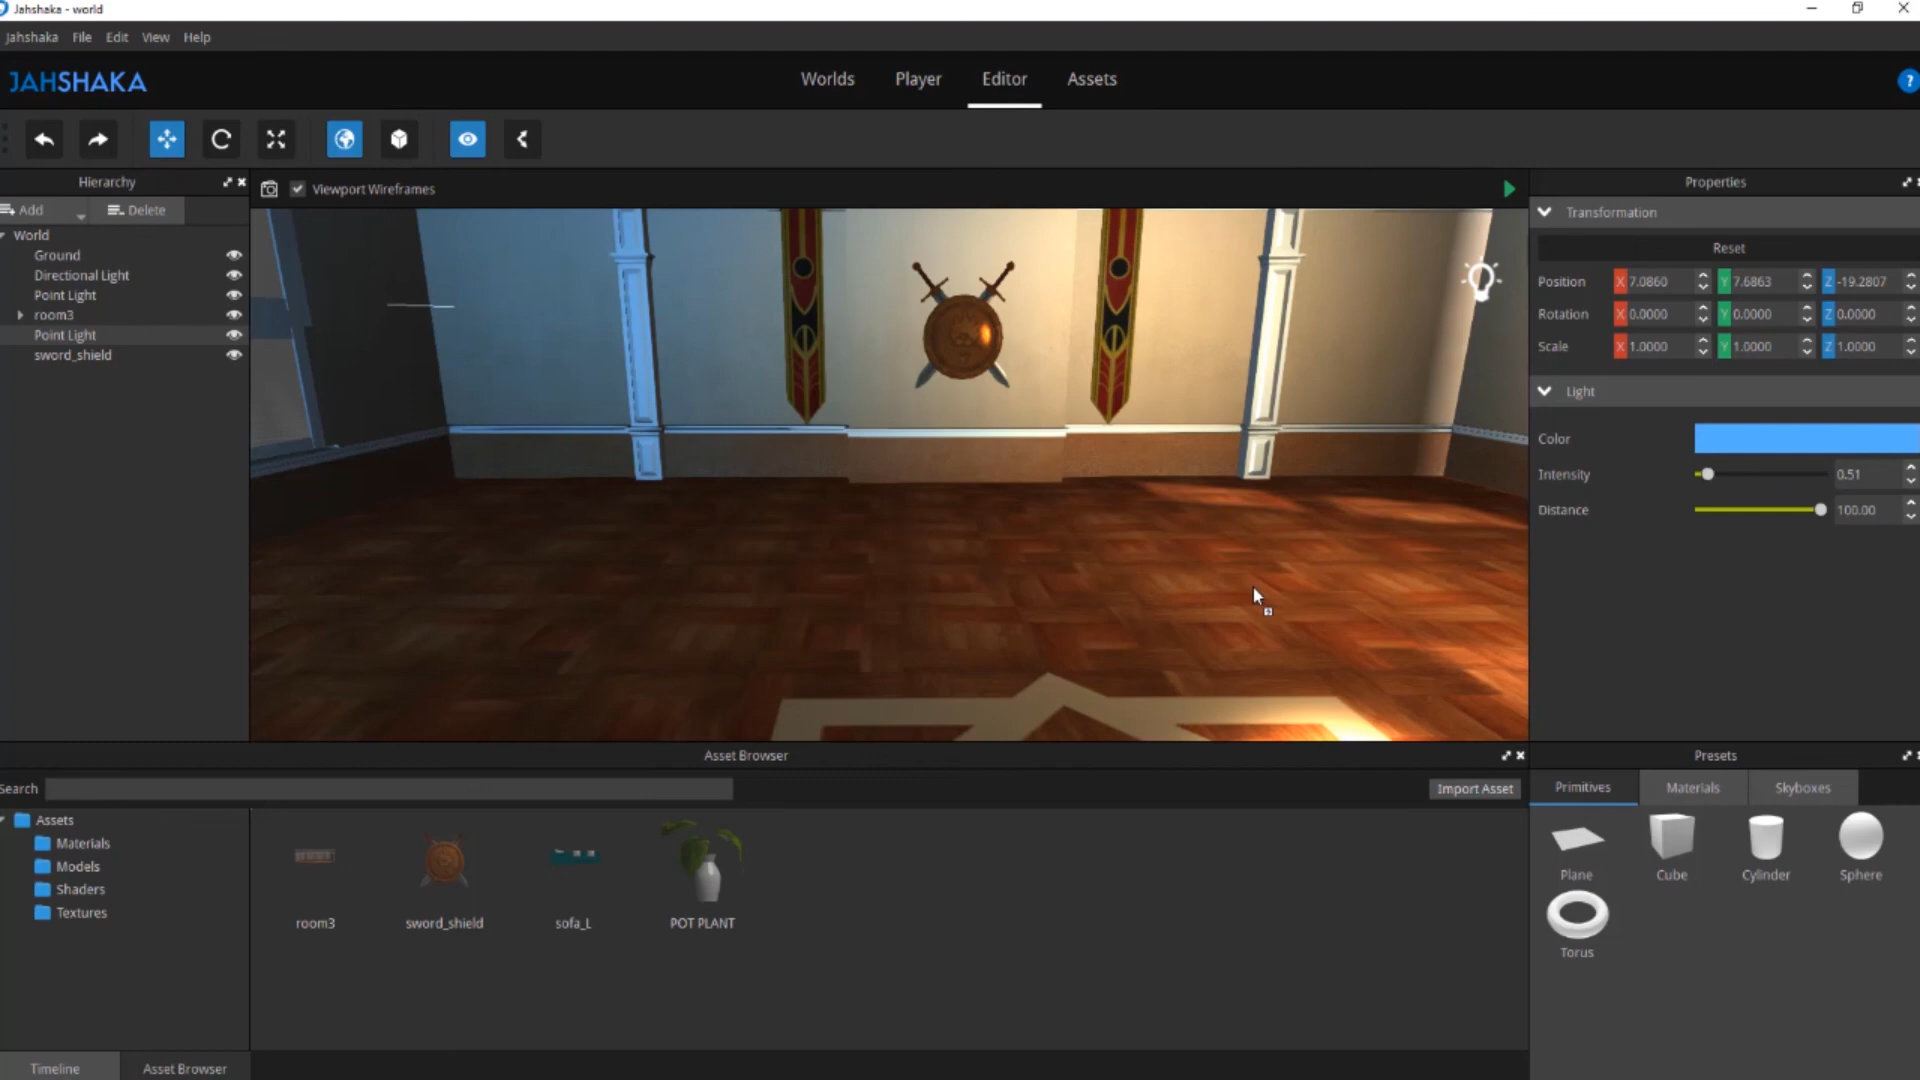 Jahshaka - world
Jahshaka File Edit View Help
JAHSHAKA
Worlds Player Editor Assets
?
Hierarchy
Viewport Wireframes
Properties
Add Delete
Transformation
World
Ground
Directional Light
Point Light
room3
Point Light
sword_shield
Reset
Position X 7.0860 Y 7.6863 Z -19.2807
Rotation X 0.0000 Y 0.0000 Z 0.0000
Scale X 1.0000 Y 1.0000 Z 1.0000
Light
Color
Intensity 0.51
Distance 100.00
Asset Browser
Presets
Search
Import Asset
Primitives Materials Skyboxes
Assets
Materials
Models
Shaders
Textures
room3 sword_shield sofa_L POT PLANT
Plane Cube Cylinder Sphere
Torus
Timeline Asset Browser